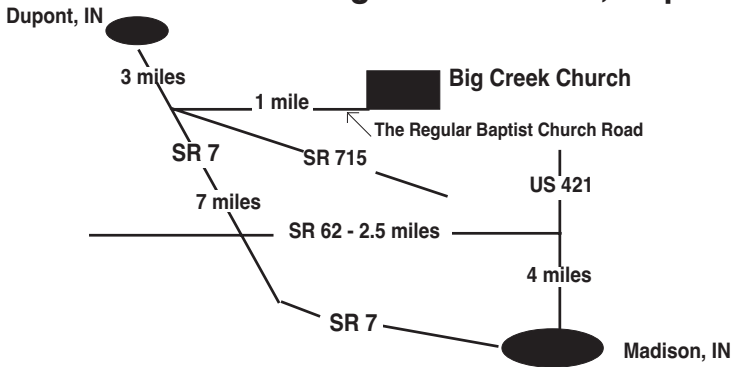 Dupont, IN
3 miles
Big Creek Church
1 mile
The Regular Baptist Church Road
SR 7
SR 715
US 421
7 miles
SR 62 - 2.5 miles
4 miles
SR 7
Madison, IN